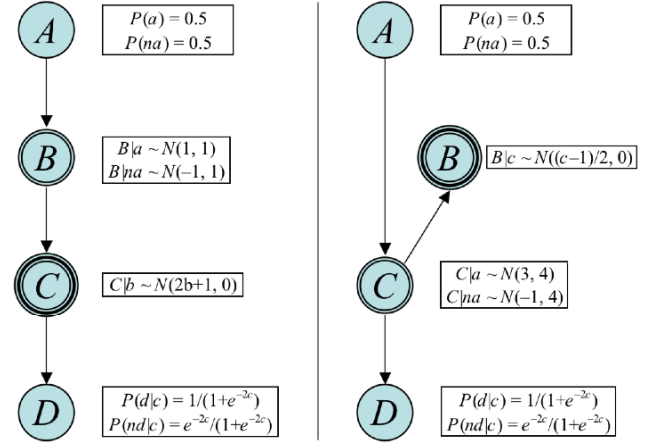 A
P(a) = 0.5
P(na) = 0.5
B
B|a ~ N(1, 1)
B|na ~ N(–1, 1)
C
C|b ~ N(2b+1, 0)
D
P(d|c) = 1/(1+e⁻²ᶜ)
P(nd|c) = e⁻²ᶜ/(1+e⁻²ᶜ)
A
P(a) = 0.5
P(na) = 0.5
B
B|c ~ N((c–1)/2, 0)
C
C|a ~ N(3, 4)
C|na ~ N(–1, 4)
D
P(d|c) = 1/(1+e⁻²ᶜ)
P(nd|c) = e⁻²ᶜ/(1+e⁻²ᶜ)